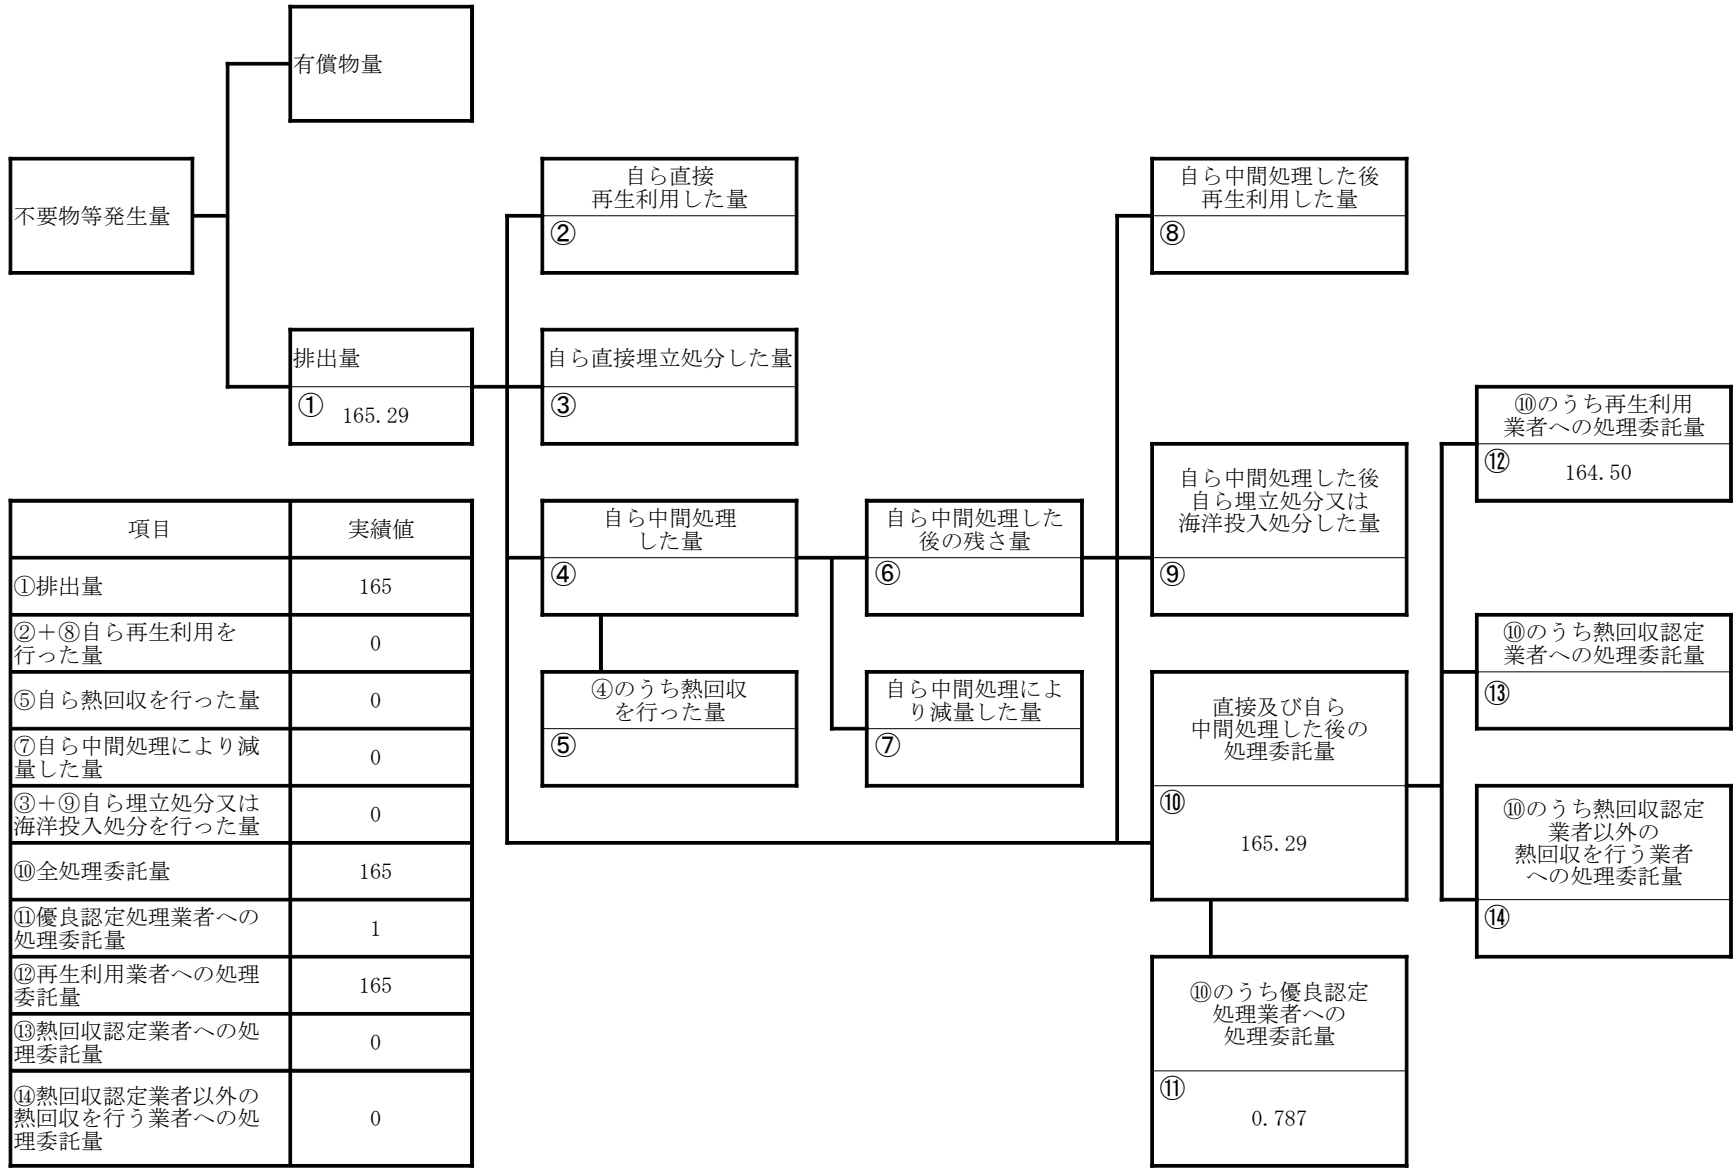 有償物量
不要物等発生量
排出量
① 165.29
自ら直接
再生利用した量
②
自ら直接埋立処分した量
③
自ら中間処理
した量
④
④のうち熱回収
を行った量
⑤
自ら中間処理した
後の残さ量
⑥
自ら中間処理によ
り減量した量
⑦
自ら中間処理した後
再生利用した量
⑧
自ら中間処理した後
自ら埋立処分又は
海洋投入処分した量
⑨
直接及び自ら
中間処理した後の
処理委託量
⑩
165.29
⑩のうち優良認定
処理業者への
処理委託量
⑪
0.787
⑩のうち再生利用
業者への処理委託量
⑫ 164.50
⑩のうち熱回収認定
業者への処理委託量
⑬
⑩のうち熱回収認定
業者以外の
熱回収を行う業者
への処理委託量
⑭
項目 実績値
①排出量 165
②+⑧自ら再生利用を
行った量 0
⑤自ら熱回収を行った量 0
⑦自ら中間処理により減
量した量 0
③+⑨自ら埋立処分又は
海洋投入処分を行った量 0
⑩全処理委託量 165
⑪優良認定処理業者への
処理委託量 1
⑫再生利用業者への処理
委託量 165
⑬熱回収認定業者への処
理委託量 0
⑭熱回収認定業者以外の
熱回収を行う業者への処
理委託量 0